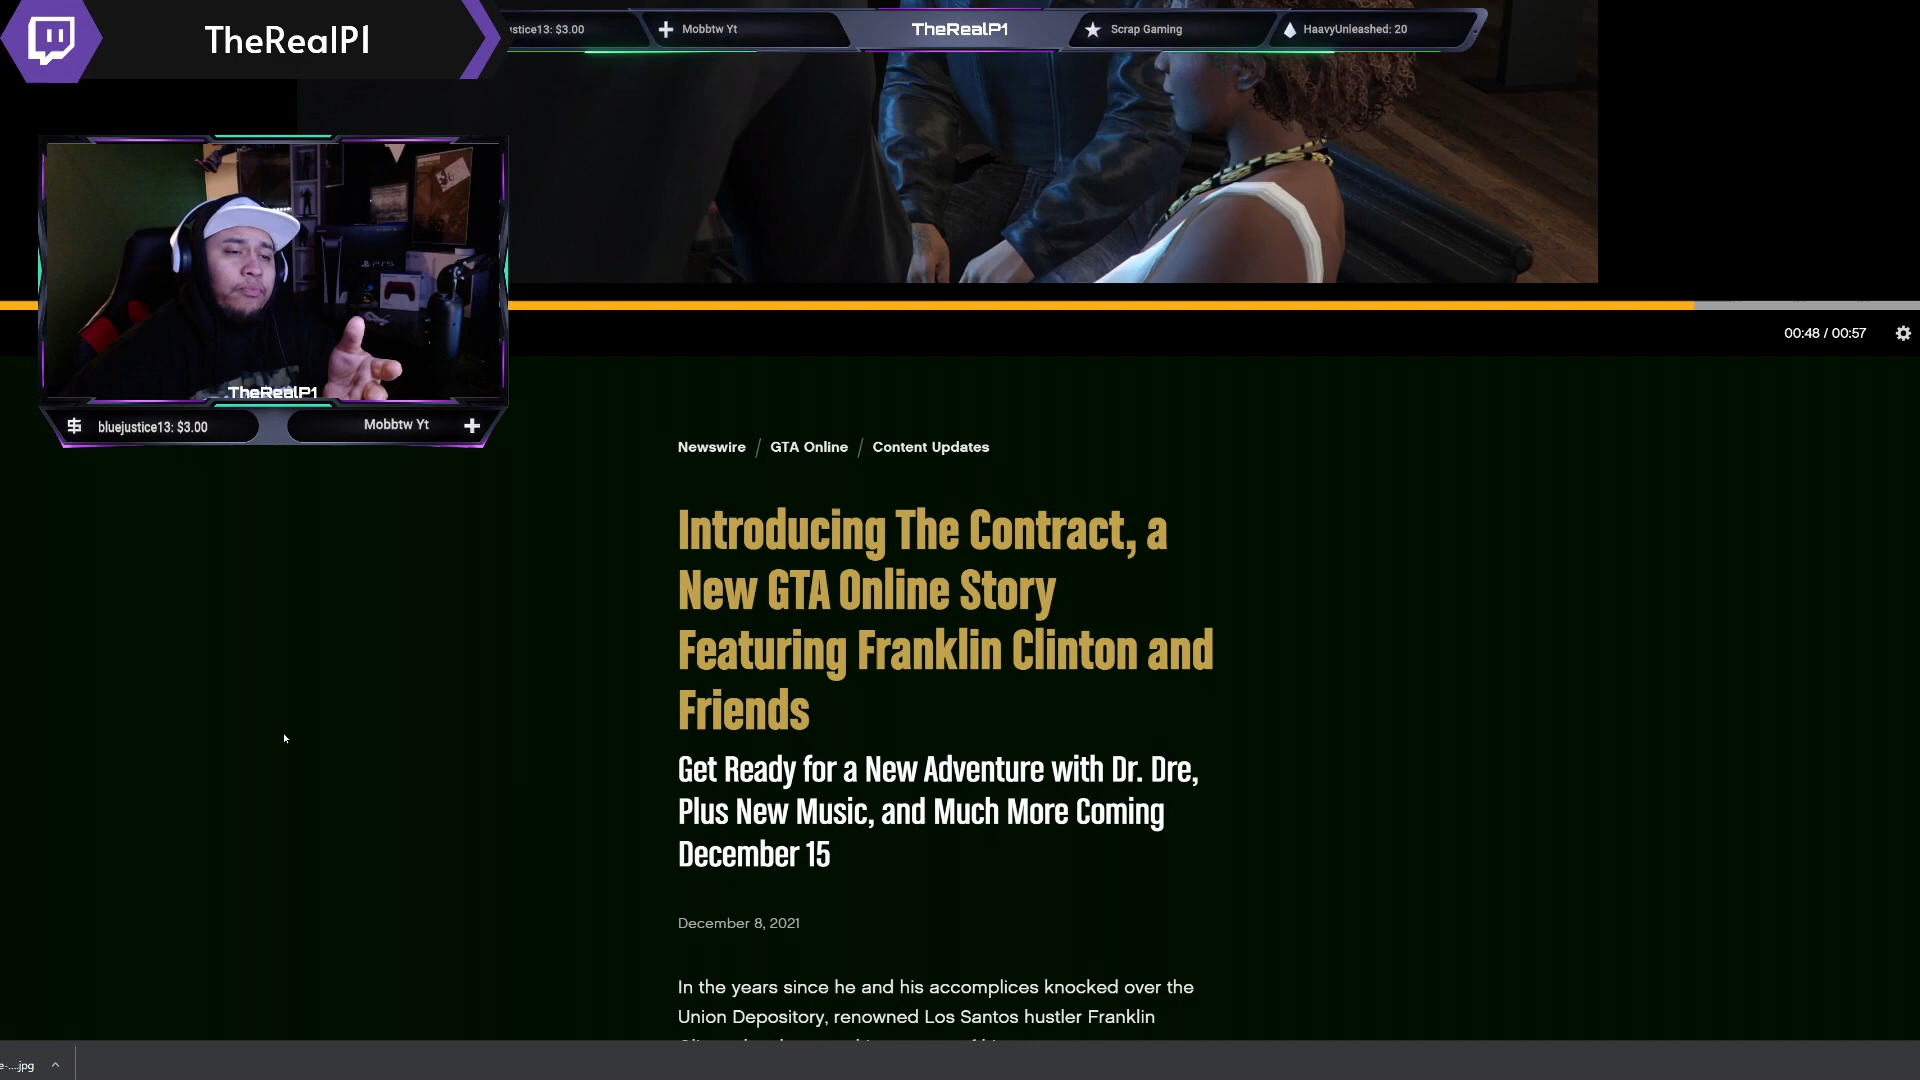 TheRealP1
ustice13: $3.00
Mobbtw Yt
TheRealP1
Scrap Gaming
HaavyUnleashed: 20
TheRealP1
bluejustice13: $3.00
Mobbtw Yt
00:48 / 00:57
Newswire / GTA Online / Content Updates
Introducing The Contract, a
New GTA Online Story
Featuring Franklin Clinton and
Friends
Get Ready for a New Adventure with Dr. Dre,
Plus New Music, and Much More Coming
December 15
December 8, 2021
In the years since he and his accomplices knocked over the
Union Depository, renowned Los Santos hustler Franklin
e-....jpg